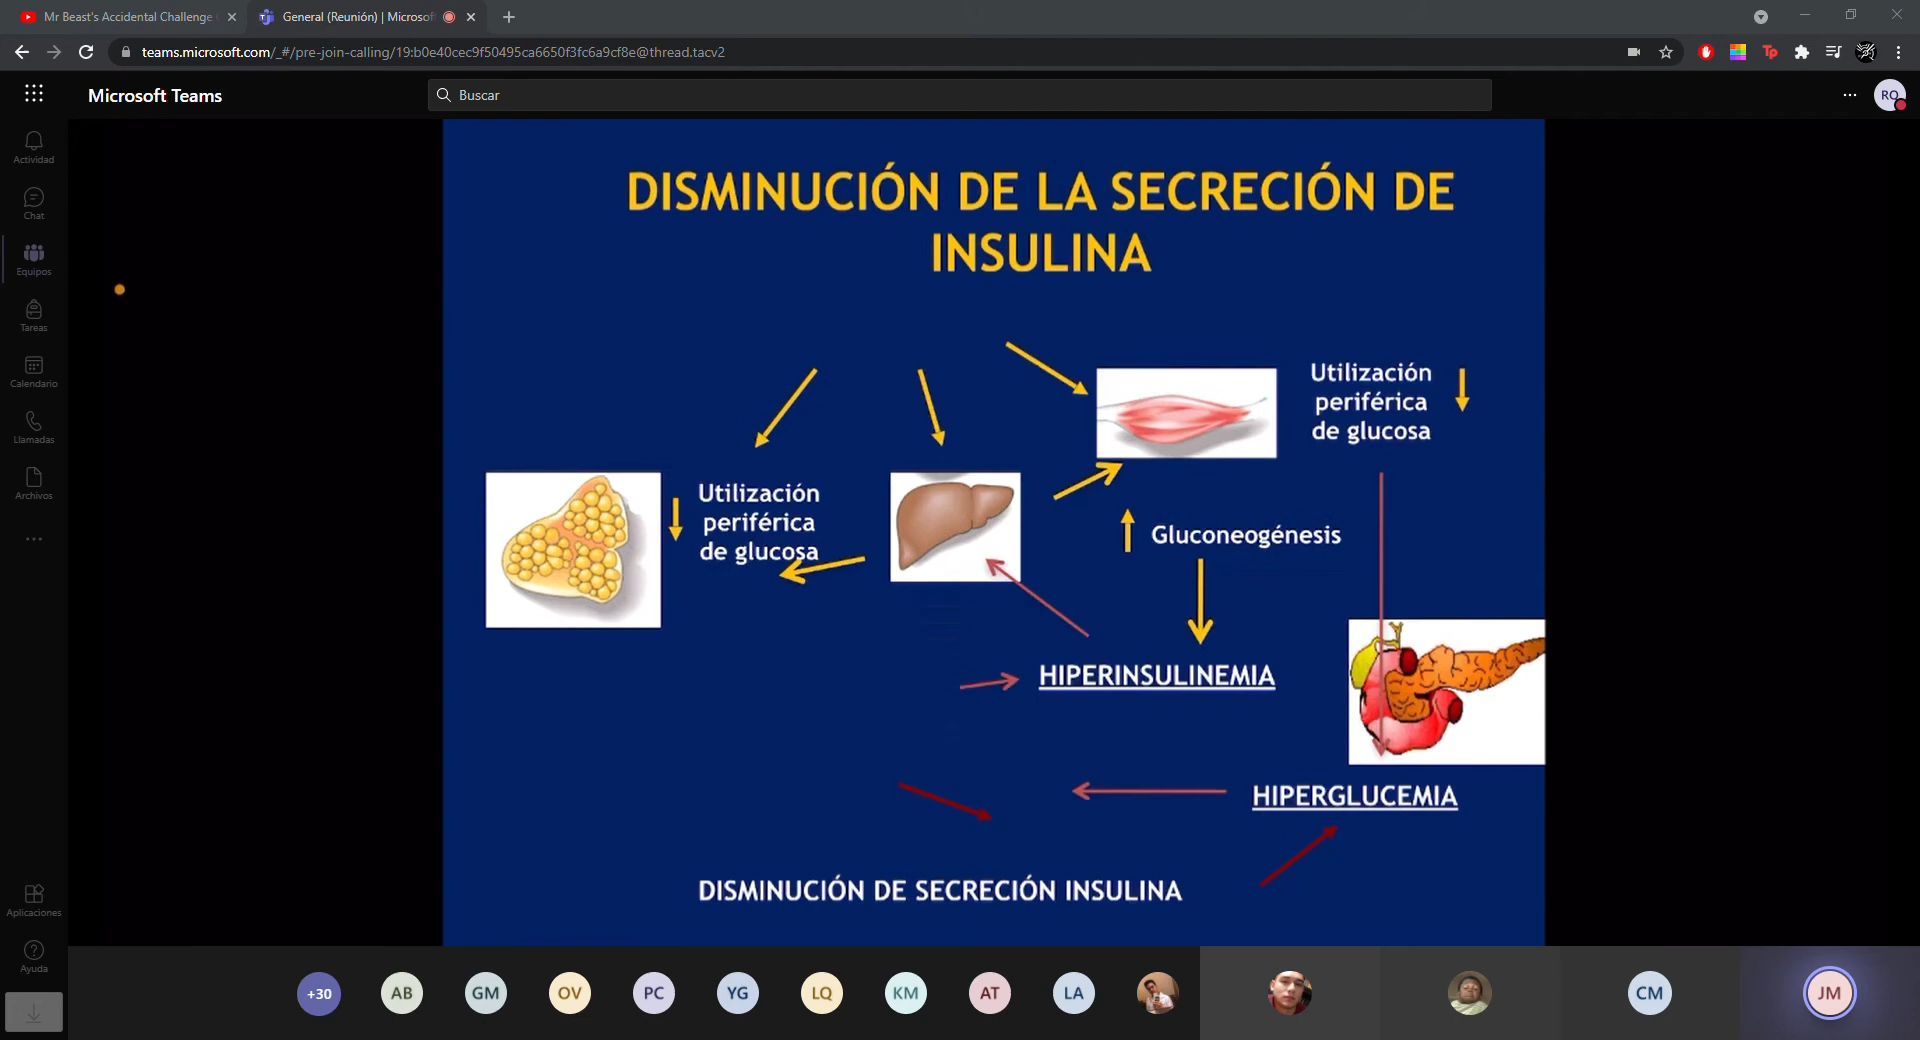 Mr Beast's Accidental Challenge
General (Reunión) | Microsof
teams.microsoft.com/_#/pre-join-calling/19:b0e40cec9f50495ca6650f3fc6a9cf8e@thread.tacv2
Microsoft Teams
Buscar
RO
Actividad
Chat
Equipos
Tareas
Calendario
Llamadas
Archivos
Aplicaciones
Ayuda
DISMINUCIÓN DE LA SECRECIÓN DE
INSULINA
Utilización
periférica
de glucosa
Utilización
periférica
de glucosa
Gluconeogénesis
HIPERINSULINEMIA
HIPERGLUCEMIA
DISMINUCIÓN DE SECRECIÓN INSULINA
+30
AB
GM
OV
PC
YG
LQ
KM
AT
LA
CM
JM